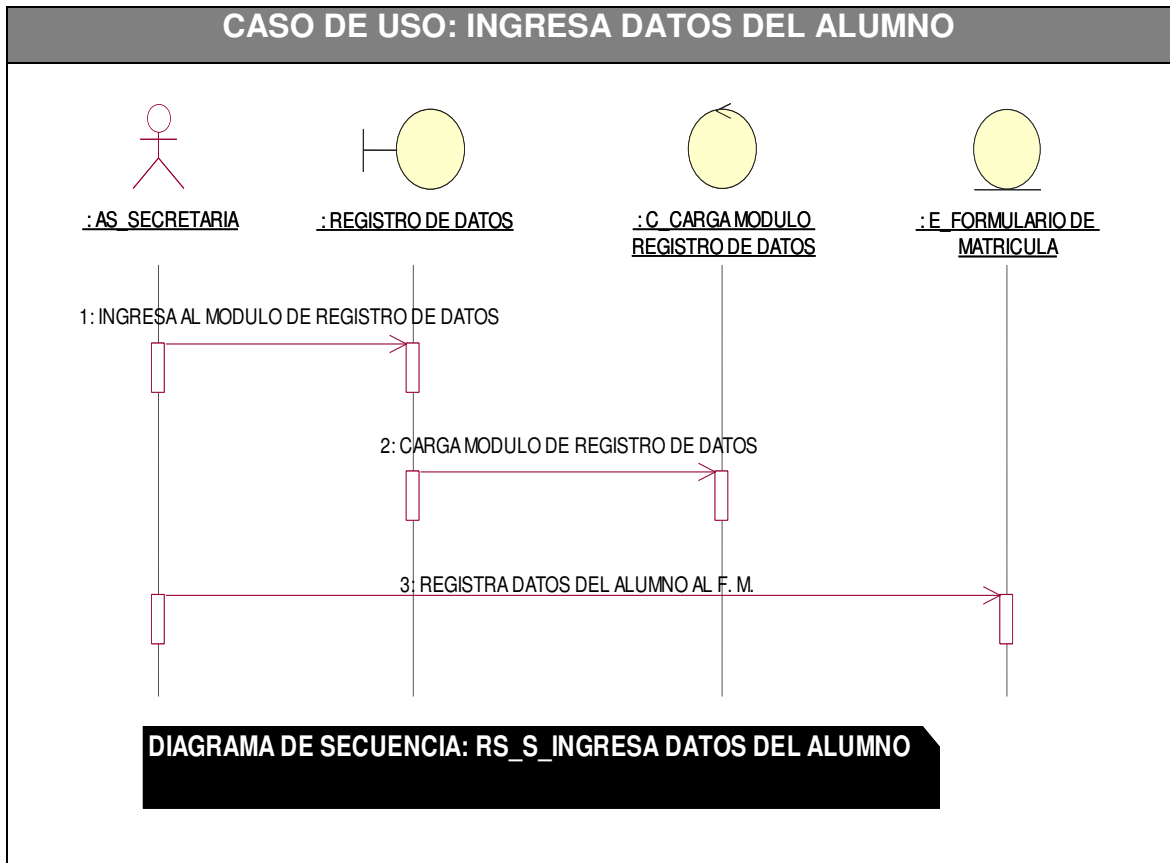 CASO DE USO: INGRESA DATOS DEL ALUMNO
: AS_SECRETARIA
: REGISTRO DE DATOS
: C_CARGA MODULO
REGISTRO DE DATOS
: E_FORMULARIO DE
MATRICULA
1: INGRESA AL MODULO DE REGISTRO DE DATOS
2: CARGA MODULO DE REGISTRO DE DATOS
3: REGISTRA DATOS DEL ALUMNO AL F. M.
DIAGRAMA DE SECUENCIA: RS_S_INGRESA DATOS DEL ALUMNO